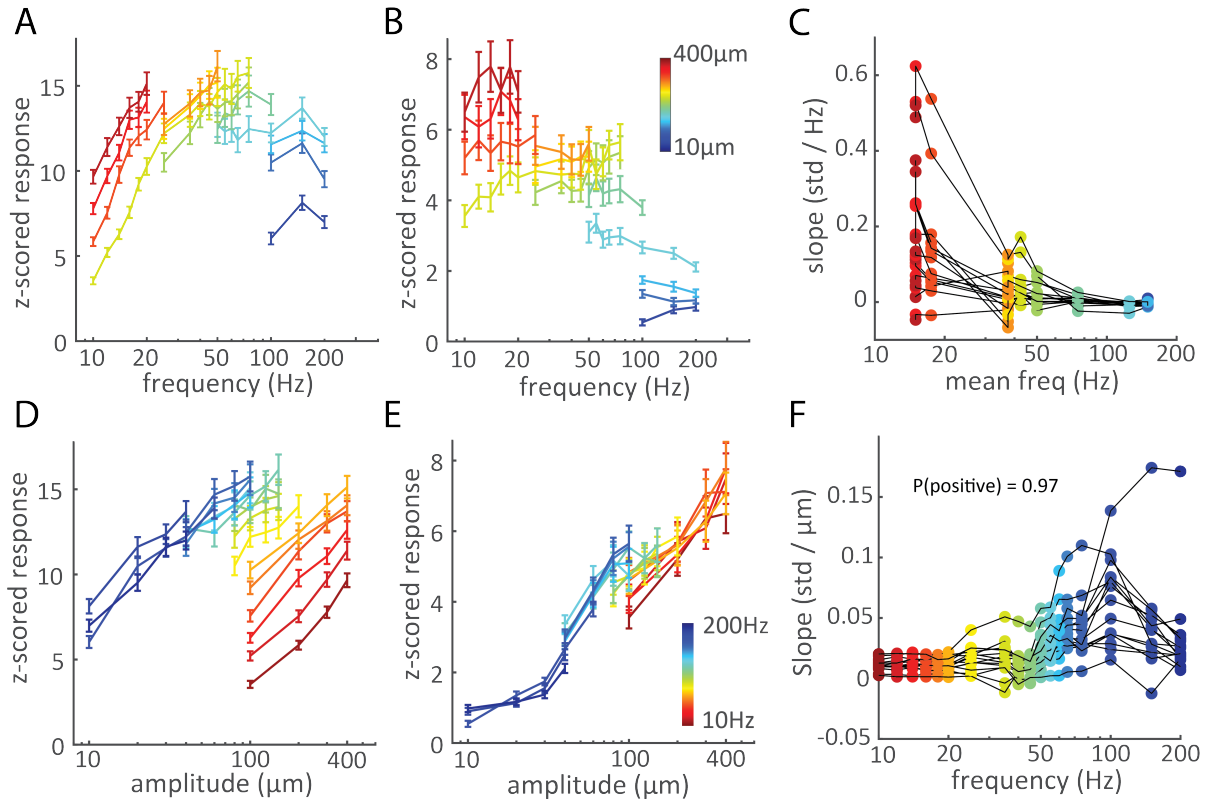 A
z-scored response
15
10
5
0
10 20 50 100 200
frequency (Hz)
B
z-scored response
8
6
4
2
0
10 20 50 100 200
frequency (Hz)
400μm
10μm
C
slope (std / Hz)
0.6
0.4
0.2
0
10 20 50 100 200
mean freq (Hz)
D
z-scored response
15
10
5
0
10 100 400
amplitude (μm)
E
z-scored response
8
6
4
2
0
10 100 400
amplitude (μm)
200Hz
10Hz
F
Slope (std / μm)
P(positive) = 0.97
0.15
0.1
0.05
0
-0.05
10 20 50 100 200
frequency (Hz)